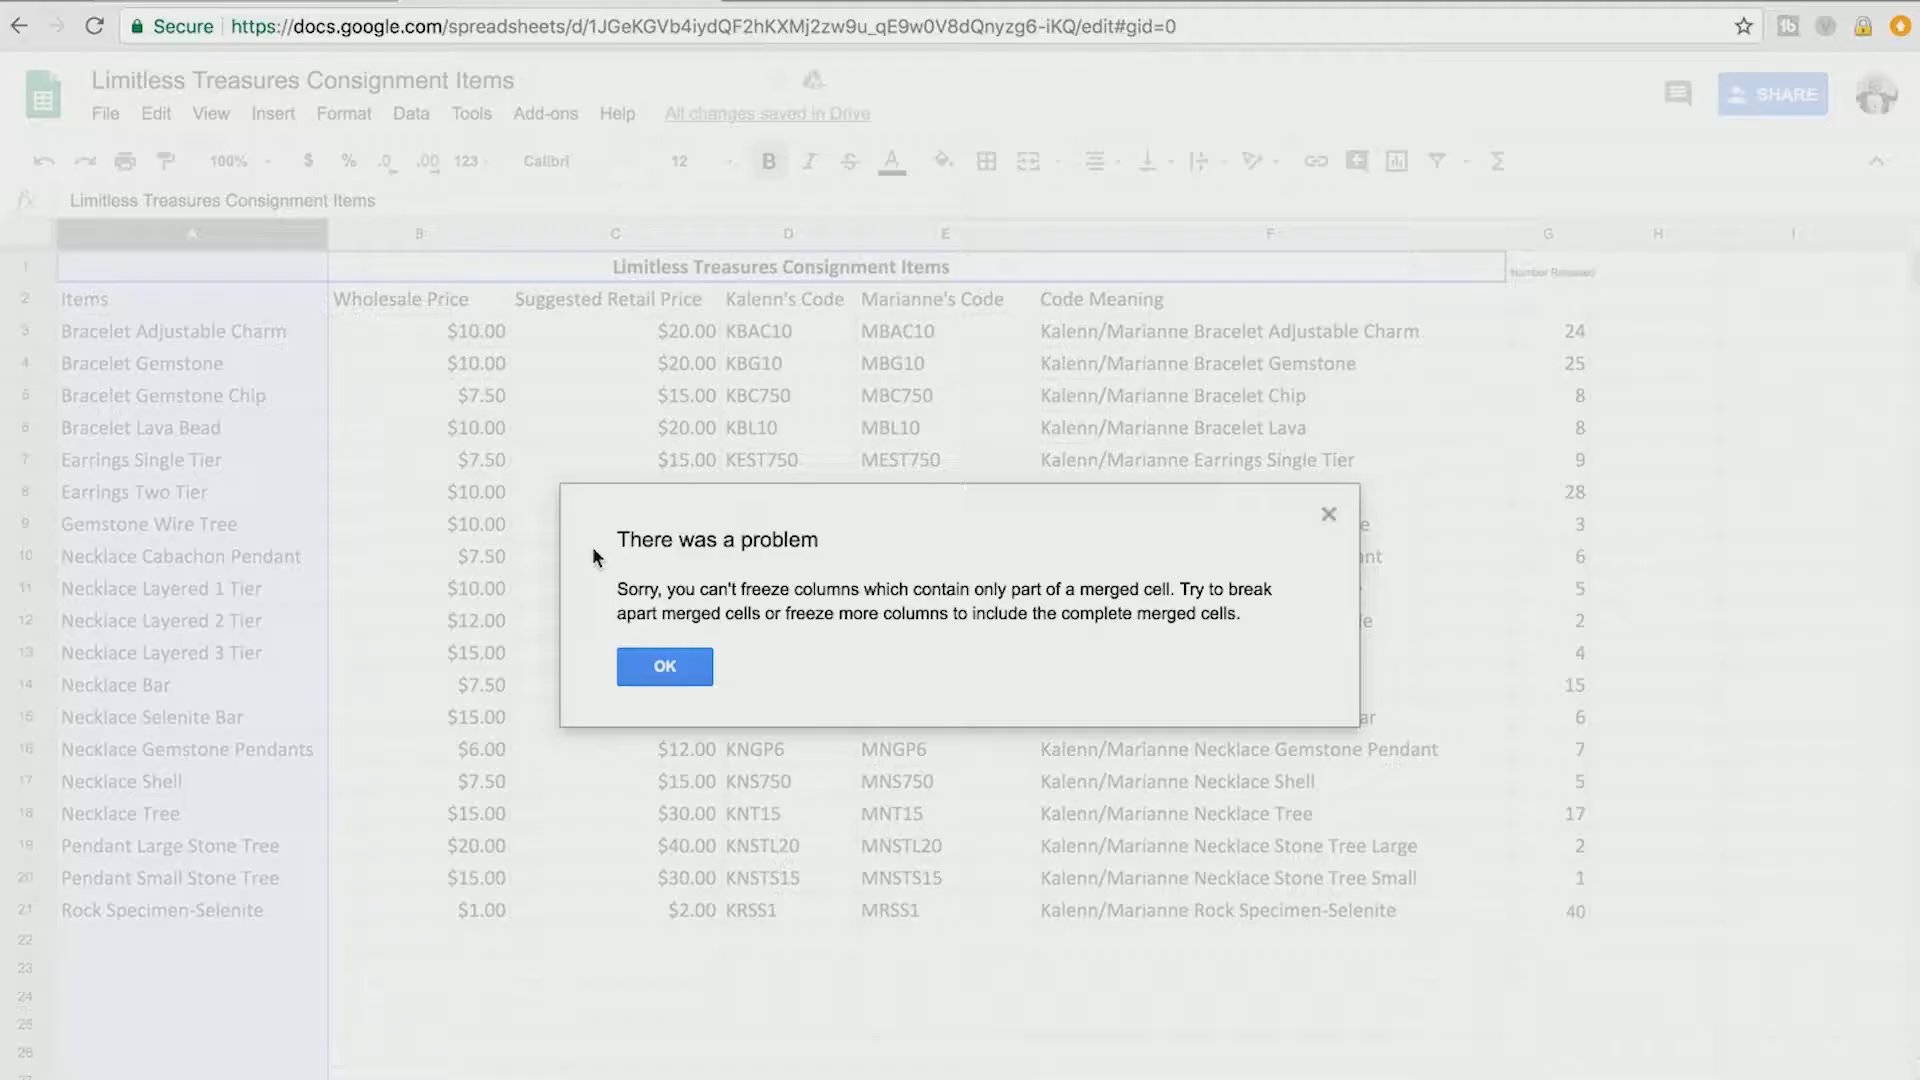 Secure https://docs.google.com/spreadsheets/d/1JGeKGVb4iydQF2hKXMj2zw9u_qE9w0V8dQnyzg6-iKQ/edit#gid=0
Limitless Treasures Consignment Items
SHARE
File Edit View Insert Format Data Tools Add-ons Help All changes saved in Drive
100% $ % .0 .00 123 Calibri 12 B I S A Σ
fx Limitless Treasures Consignment Items
A B C D E F G H I
1 Limitless Treasures Consignment Items Number Released
2 Items Wholesale Price Suggested Retail Price Kalenn's Code Marianne's Code Code Meaning
3 Bracelet Adjustable Charm $10.00 $20.00 KBAC10 MBAC10 Kalenn/Marianne Bracelet Adjustable Charm 24
4 Bracelet Gemstone $10.00 $20.00 KBG10 MBG10 Kalenn/Marianne Bracelet Gemstone 25
5 Bracelet Gemstone Chip $7.50 $15.00 KBC750 MBC750 Kalenn/Marianne Bracelet Chip 8
6 Bracelet Lava Bead $10.00 $20.00 KBL10 MBL10 Kalenn/Marianne Bracelet Lava 8
7 Earrings Single Tier $7.50 $15.00 KEST750 MEST750 Kalenn/Marianne Earrings Single Tier 9
8 Earrings Two Tier $10.00 28
9 Gemstone Wire Tree $10.00 e 3
10 Necklace Cabachon Pendant $7.50 ant 6
11 Necklace Layered 1 Tier $10.00 5
12 Necklace Layered 2 Tier $12.00 fe 2
13 Necklace Layered 3 Tier $15.00 4
14 Necklace Bar $7.50 15
15 Necklace Selenite Bar $15.00 ar 6
There was a problem
Sorry, you can't freeze columns which contain only part of a merged cell. Try to break
apart merged cells or freeze more columns to include the complete merged cells.
OK
16 Necklace Gemstone Pendants $6.00 $12.00 KNGP6 MNGP6 Kalenn/Marianne Necklace Gemstone Pendant 7
17 Necklace Shell $7.50 $15.00 KNS750 MNS750 Kalenn/Marianne Necklace Shell 5
18 Necklace Tree $15.00 $30.00 KNT15 MNT15 Kalenn/Marianne Necklace Tree 17
19 Pendant Large Stone Tree $20.00 $40.00 KNSTL20 MNSTL20 Kalenn/Marianne Necklace Stone Tree Large 2
20 Pendant Small Stone Tree $15.00 $30.00 KNSTS15 MNSTS15 Kalenn/Marianne Necklace Stone Tree Small 1
21 Rock Specimen-Selenite $1.00 $2.00 KRSS1 MRSS1 Kalenn/Marianne Rock Specimen-Selenite 40
22
23
24
25
26